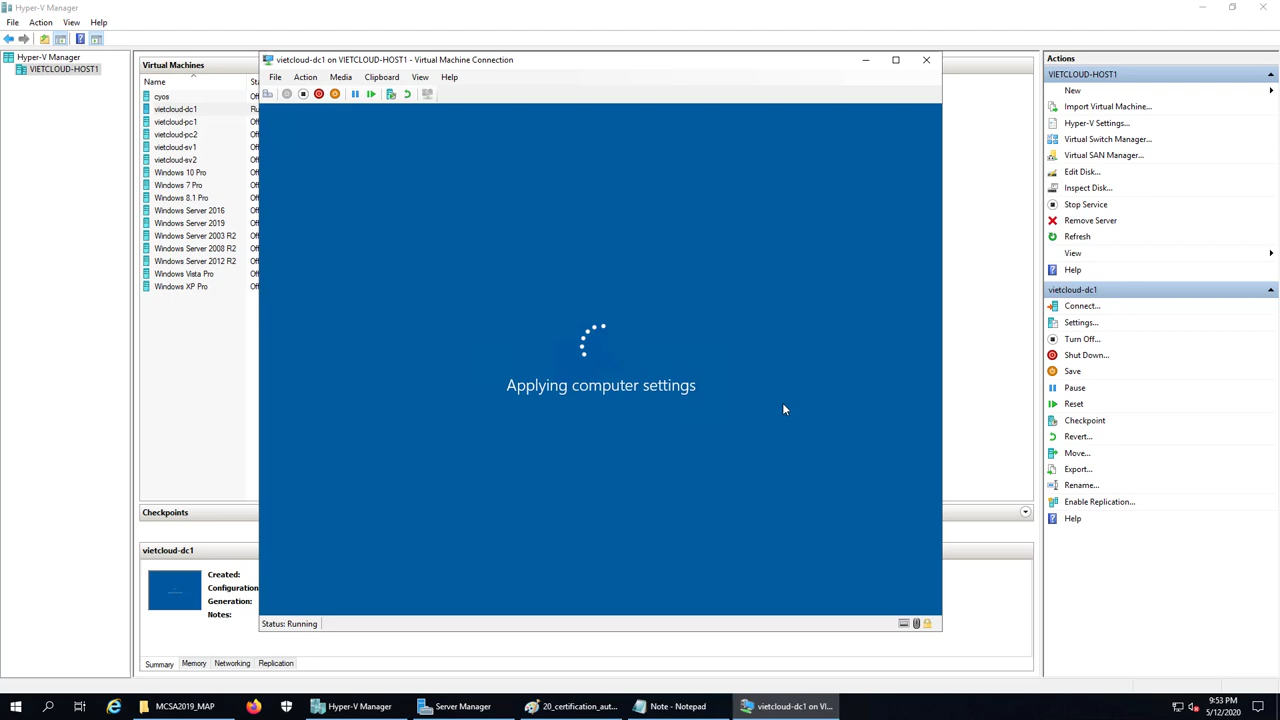 Hyper-V Manager
File Action View Help
Hyper-V Manager
VIETCLOUD-HOST1
Virtual Machines
Name
cyos
vietcloud-dc1
vietcloud-pc1
vietcloud-pc2
vietcloud-sv1
vietcloud-sv2
Windows 10 Pro
Windows 7 Pro
Windows 8.1 Pro
Windows Server 2016
Windows Server 2019
Windows Server 2003 R2
Windows Server 2008 R2
Windows Server 2012 R2
Windows Vista Pro
Windows XP Pro
Checkpoints
vietcloud-dc1
Created:
Configuration
Generation:
Notes:
Summary Memory Networking Replication
vietcloud-dc1 on VIETCLOUD-HOST1 - Virtual Machine Connection
File Action Media Clipboard View Help
Applying computer settings
Status: Running
Actions
VIETCLOUD-HOST1
New
Import Virtual Machine...
Hyper-V Settings...
Virtual Switch Manager...
Virtual SAN Manager...
Edit Disk...
Inspect Disk...
Stop Service
Remove Server
Refresh
View
Help
vietcloud-dc1
Connect...
Settings...
Turn Off...
Shut Down...
Save
Pause
Reset
Checkpoint
Revert...
Move...
Export...
Rename...
Enable Replication...
Help
MCSA2019_MAP
Hyper-V Manager
Server Manager
20_certification_aut...
Note - Notepad
vietcloud-dc1 on VI...
9:53 PM
5/12/2020